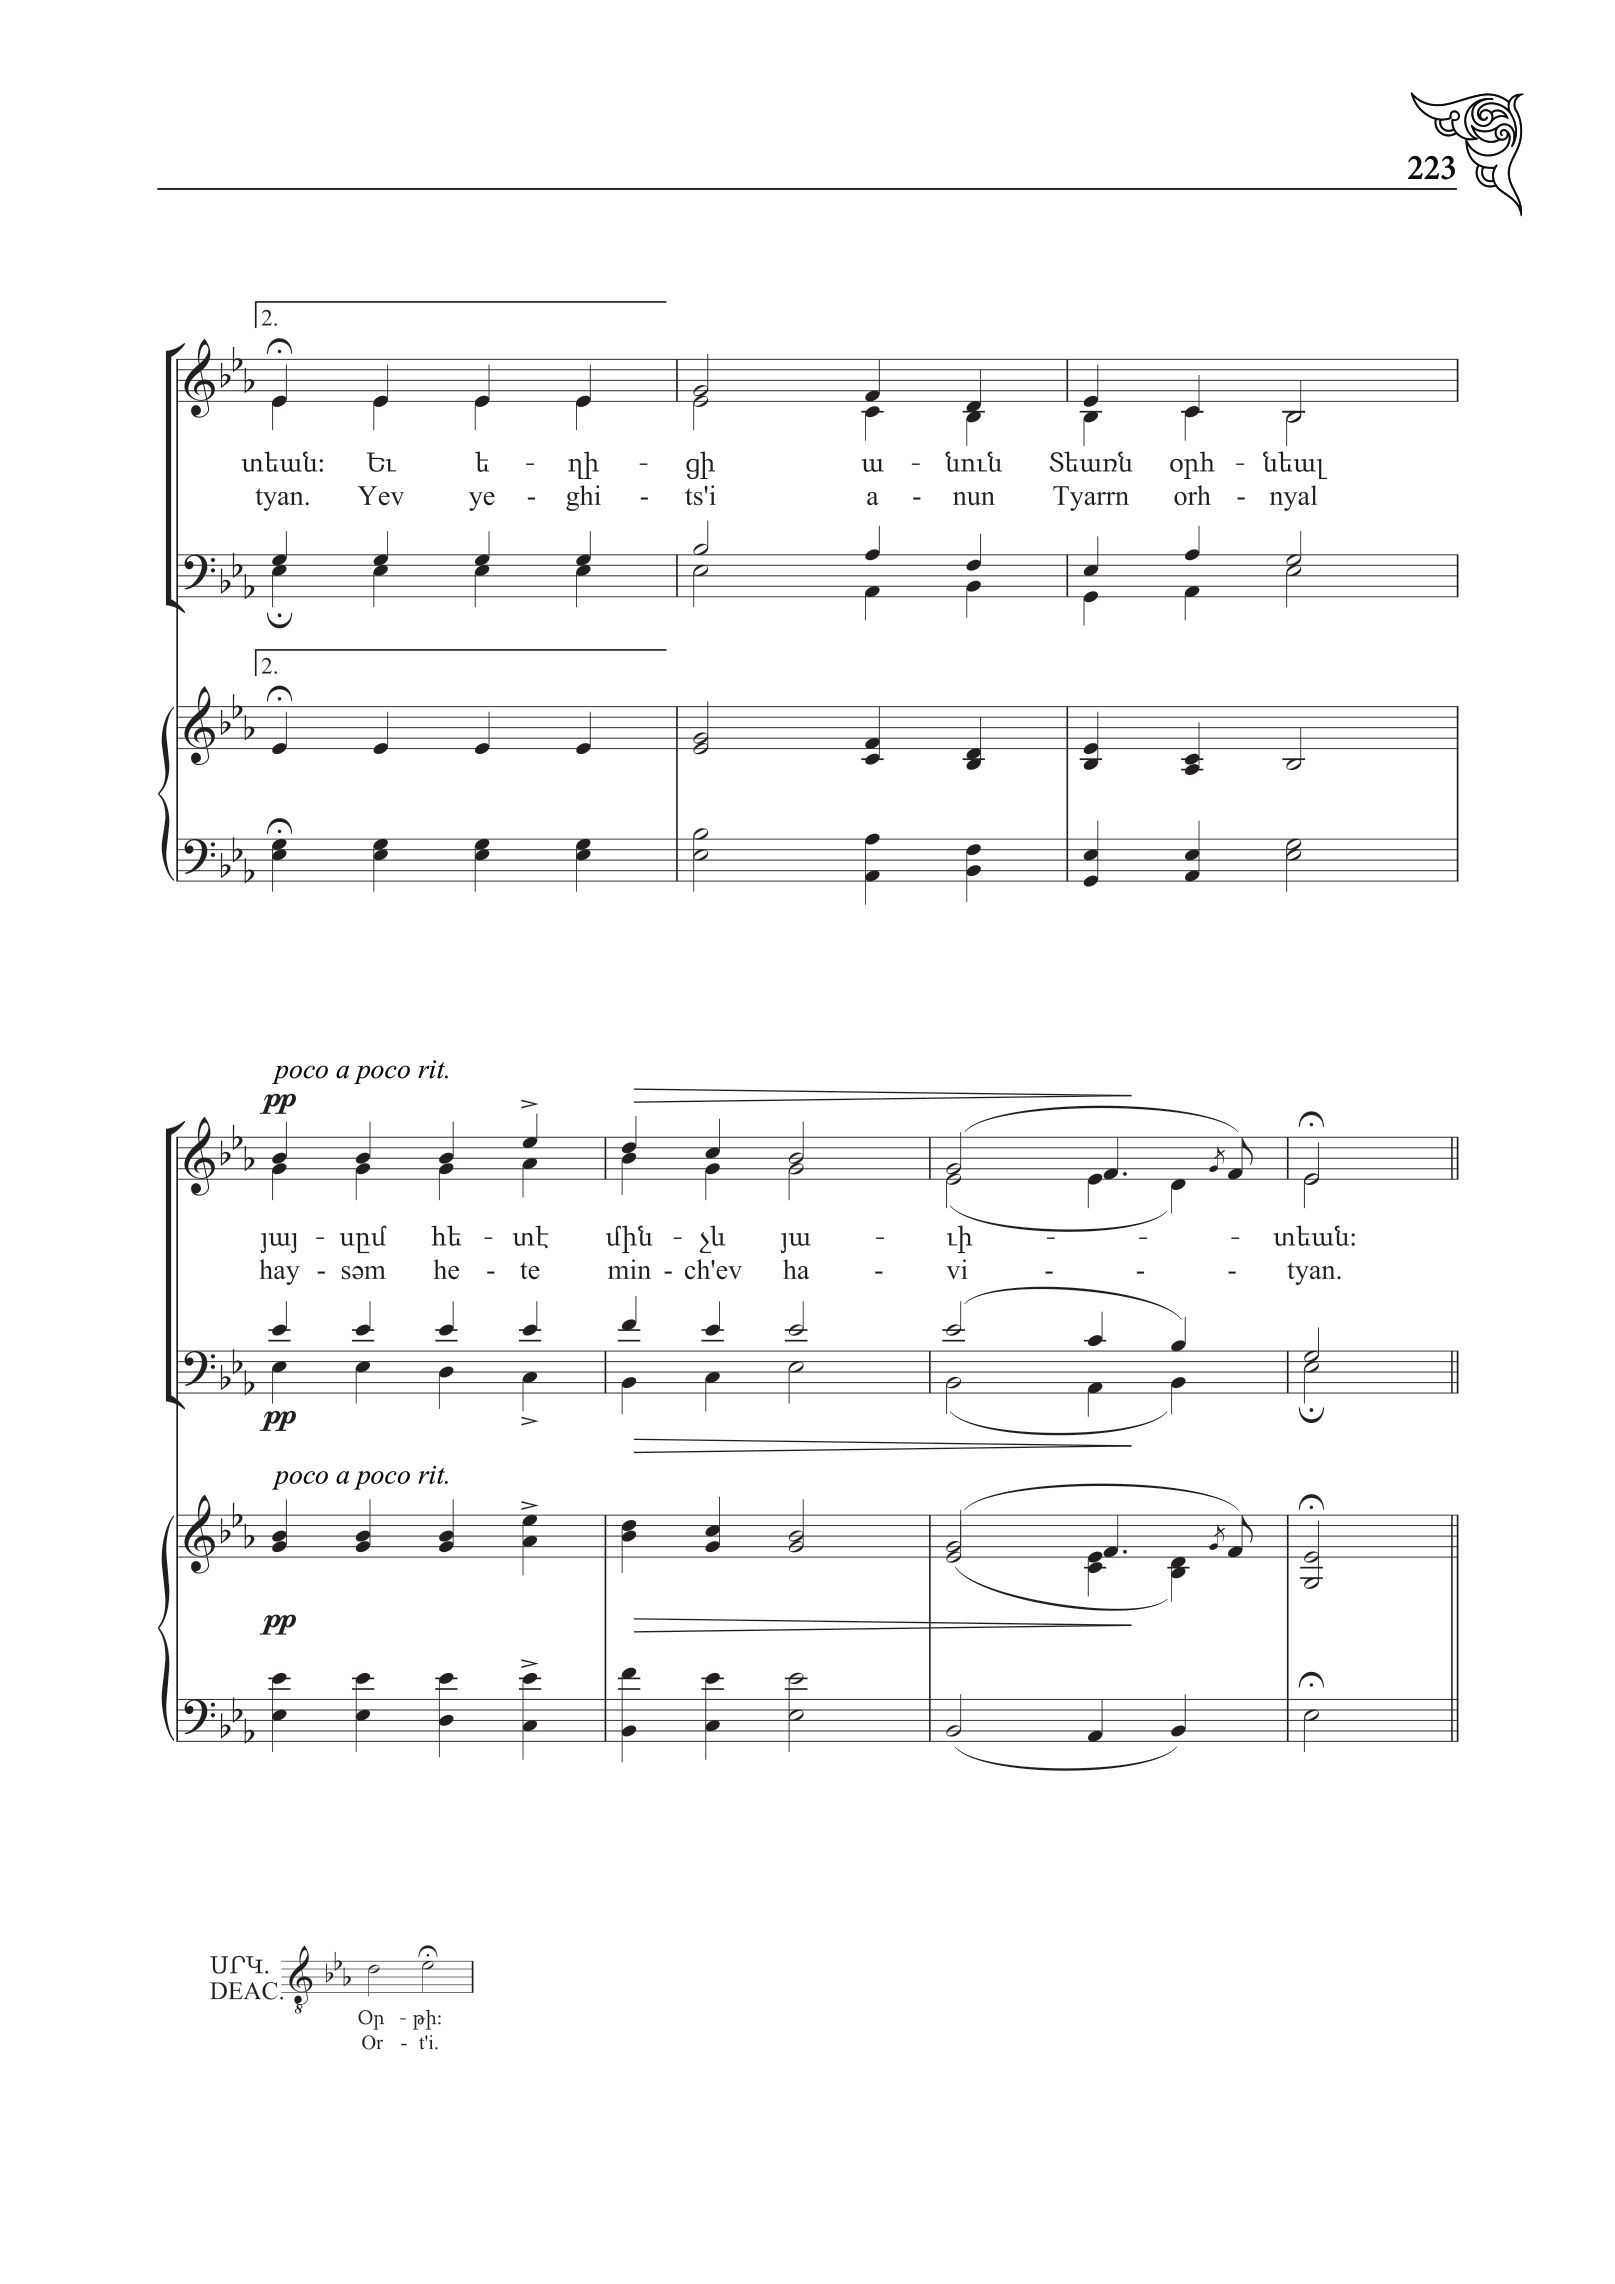 223
2.
տեան: Եւ ե - ղի - ցի ա - նուն Տեառն օրհ - նեալ
tyan. Yev ye - ghi - ts'i a - nun Tyarrn orh - nyal
2.
poco a poco rit.
pp
յայ - սըմ հե - տէ մին - չև յա - ւի - - - տեան:
hay - səm he - te min - ch'ev ha - vi - - - tyan.
pp
poco a poco rit.
pp
ՍՐԿ.
DEAC.
8
Օր - թի:
Or - t'i.